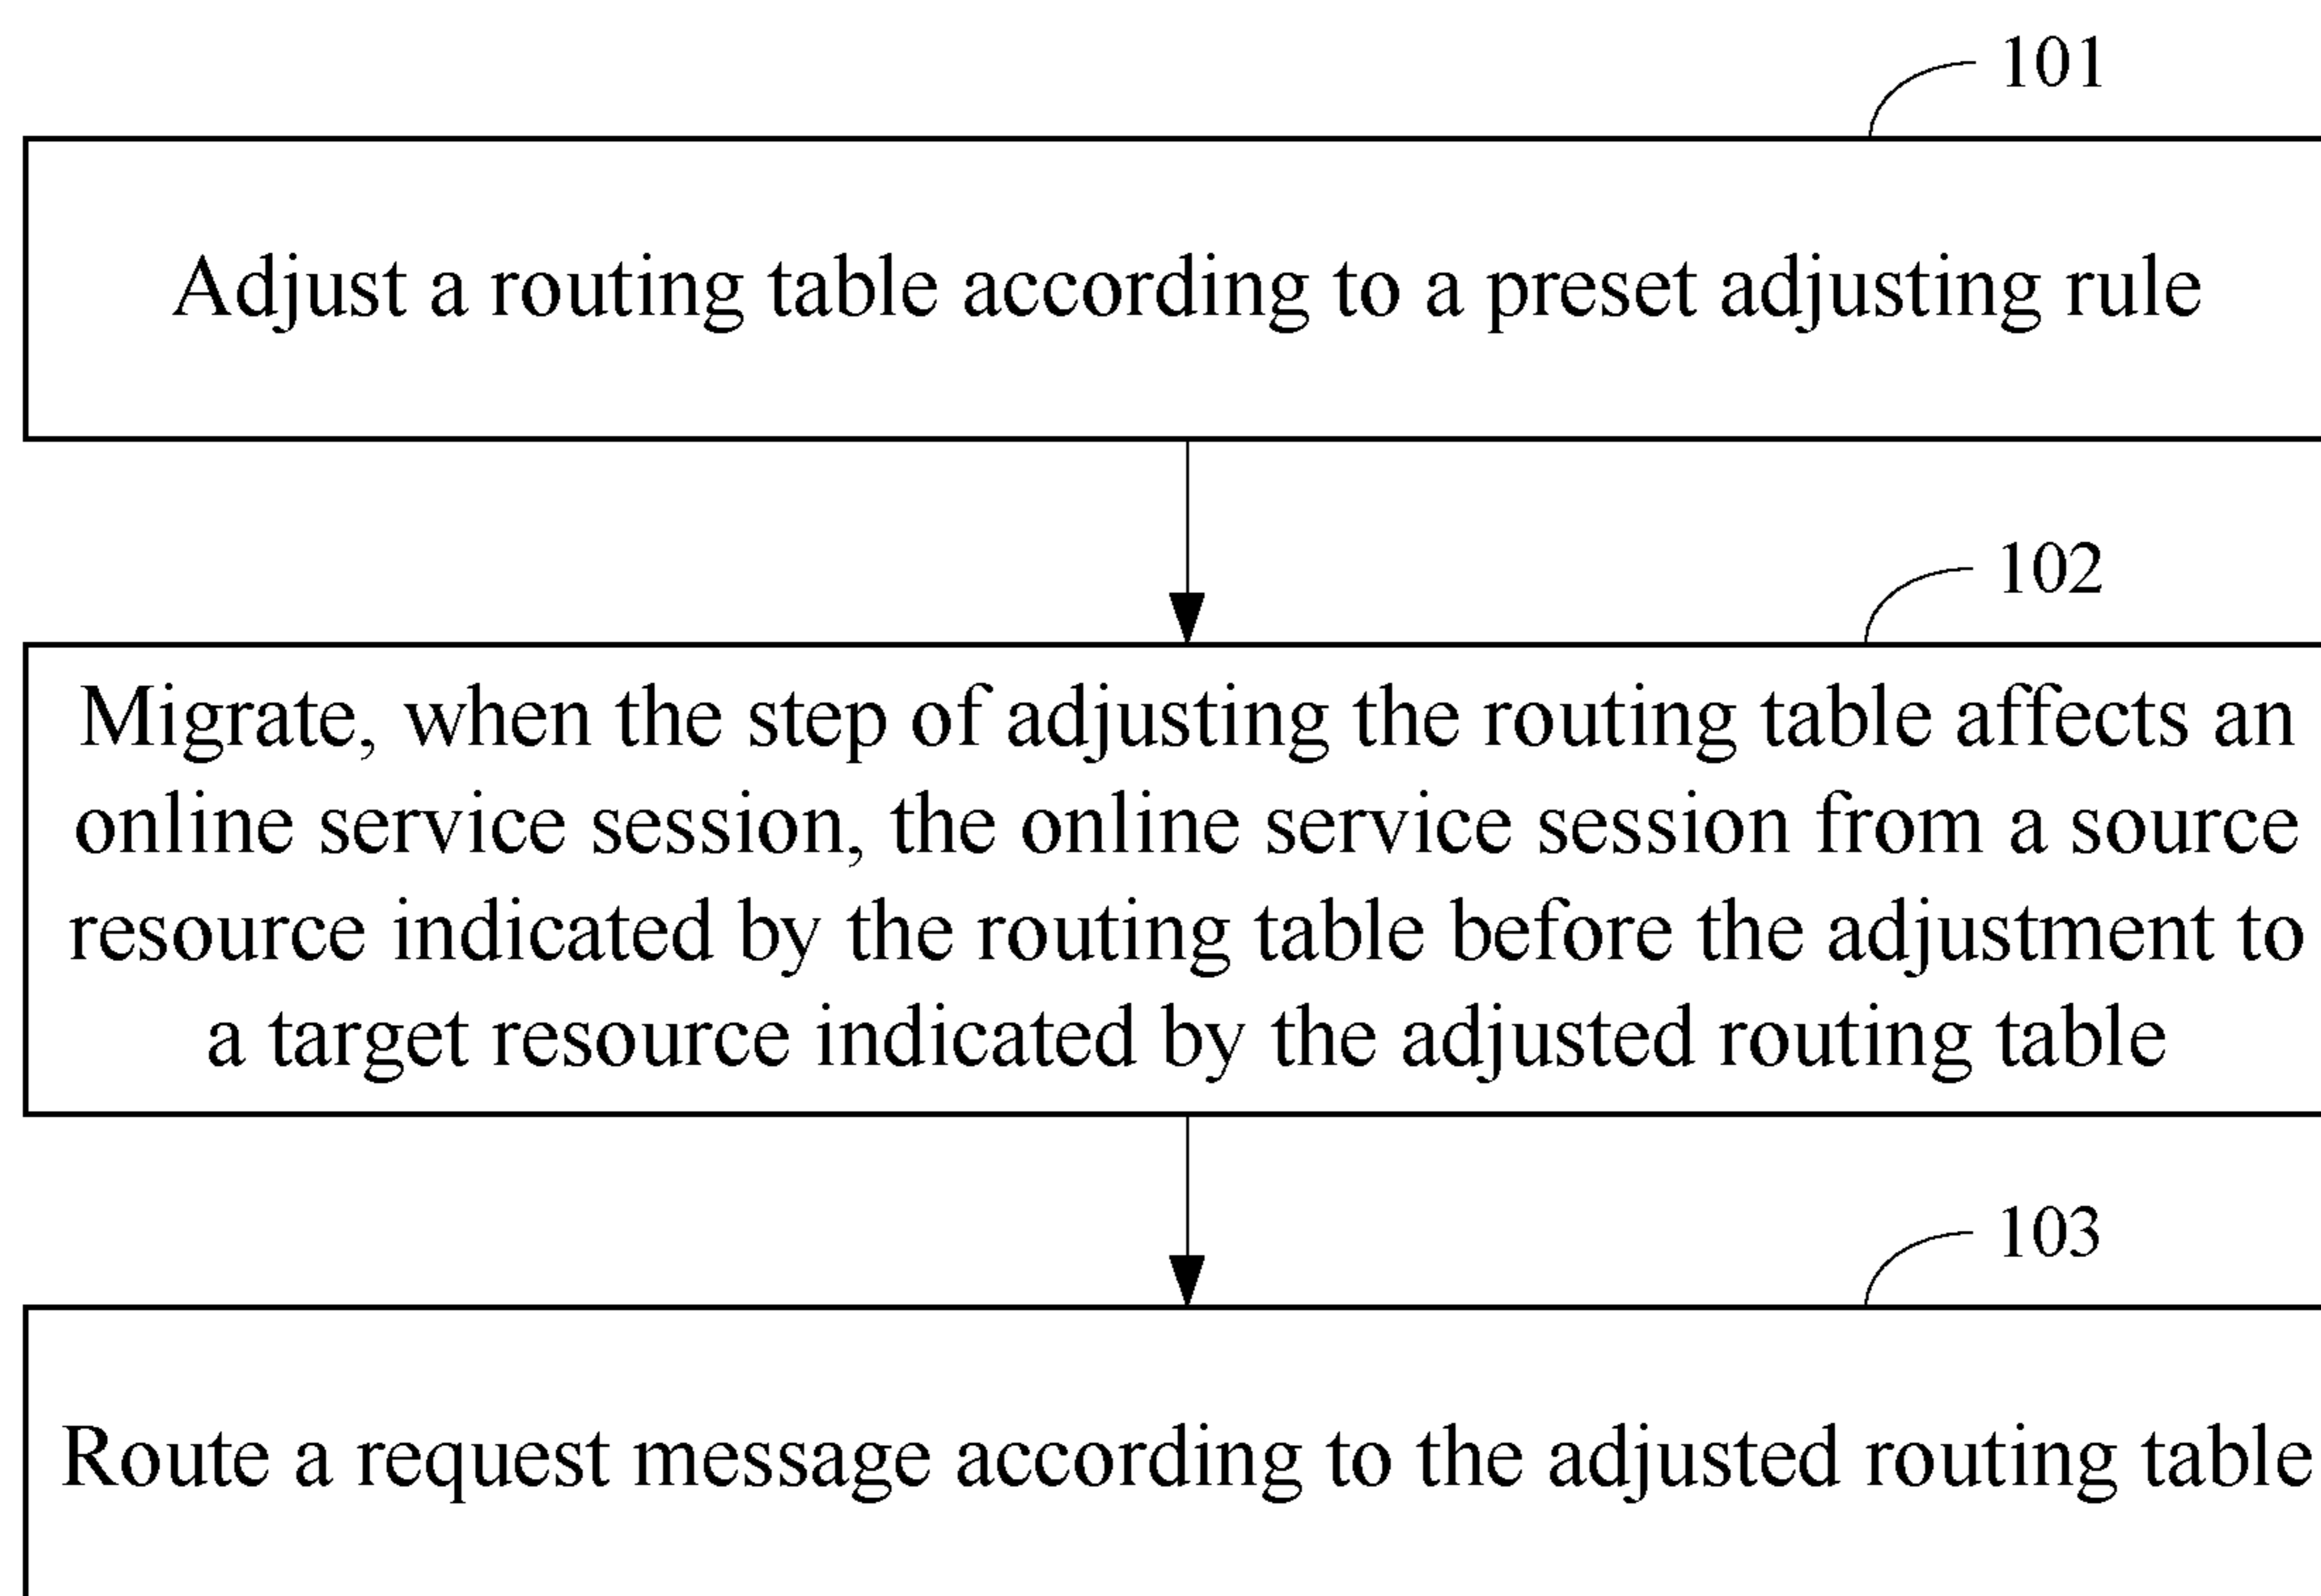 101
Adjust a routing table according to a preset adjusting rule
102
Migrate, when the step of adjusting the routing table affects an
online service session, the online service session from a source
resource indicated by the routing table before the adjustment to
a target resource indicated by the adjusted routing table
103
Route a request message according to the adjusted routing table